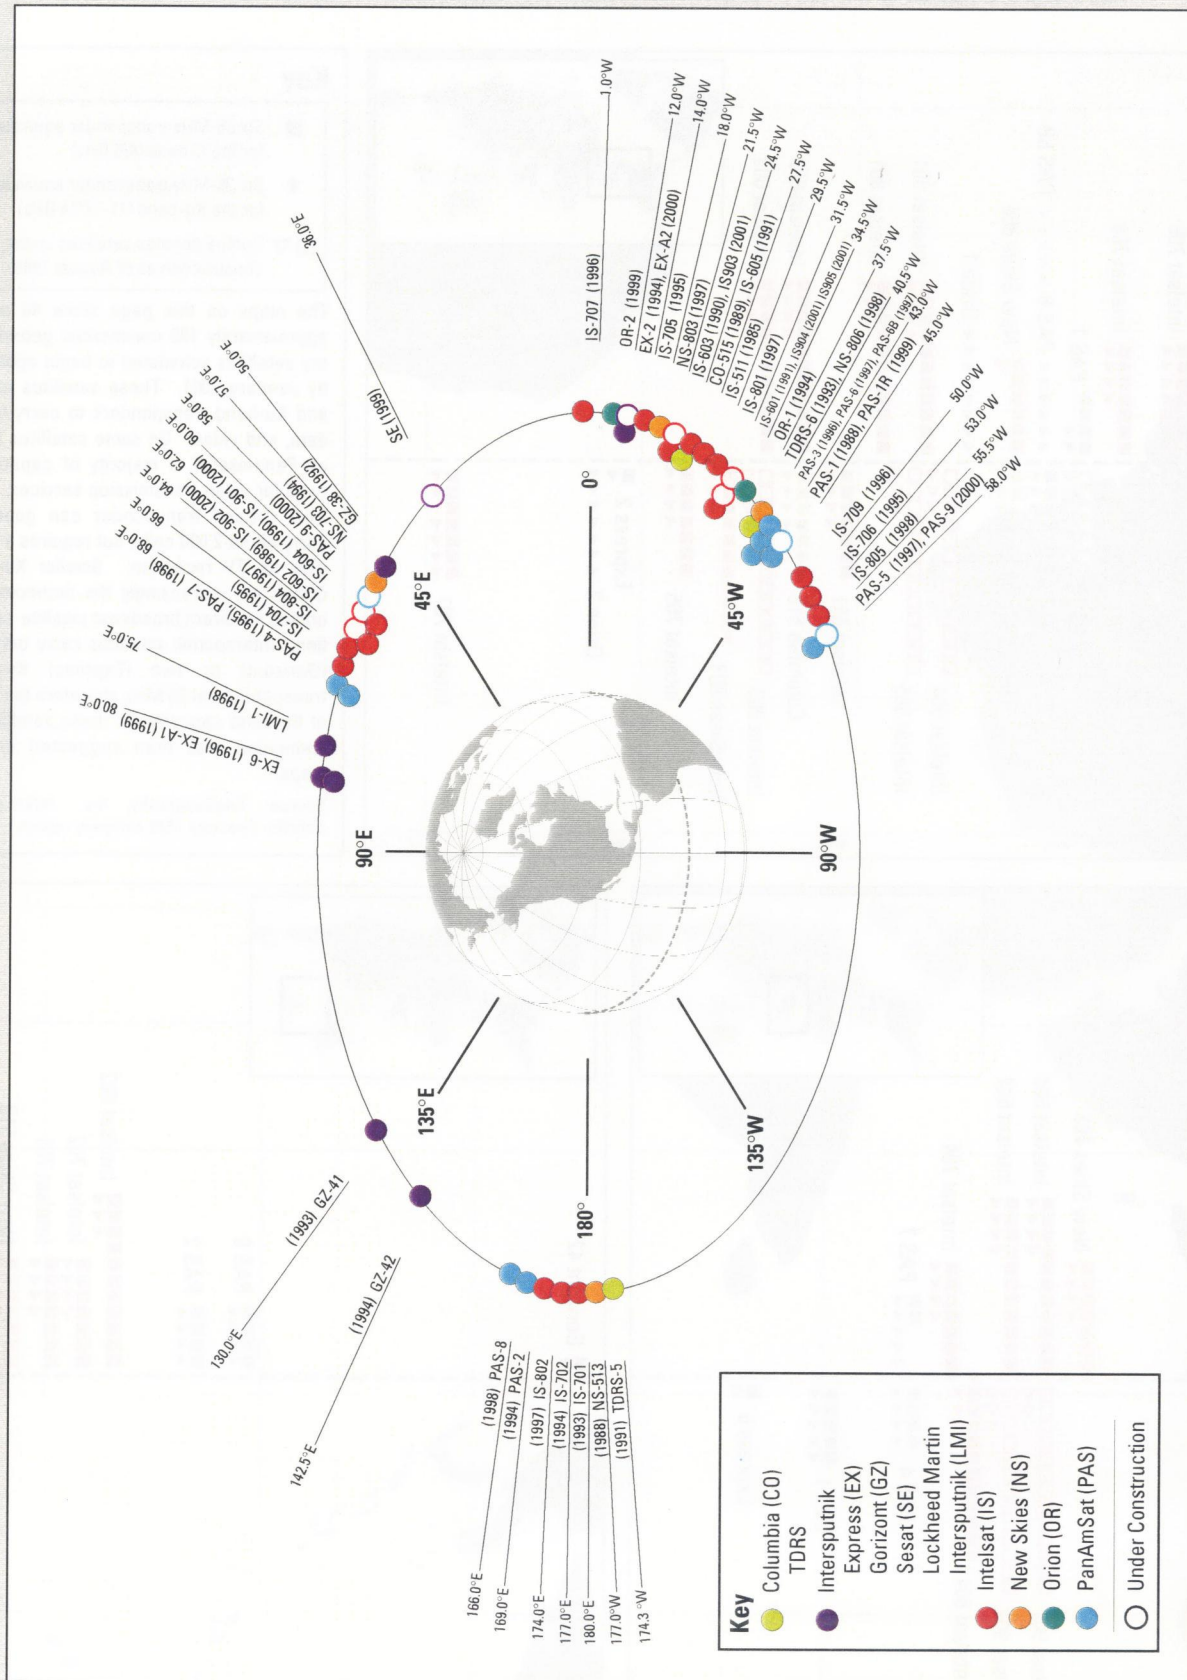 36.0°E SE (1999)
50.0°E GZ-38 (1992)
57.0°E NS-703 (1994)
58.0°E PAS-9 (2000)
60.0°E IS-604 (1990), IS-901 (2000)
62.0°E IS-602 (1989), IS-902 (2000)
64.0°E IS-804 (1997)
66.0°E IS-704 (1995)
68.0°E PAS-4 (1995), PAS-7 (1998)
75.0°E LMI-1 (1998)
80.0°E EX-6 (1996), EX-A1 (1999)
130.0°E (1993) GZ-41
142.5°E (1994) GZ-42
166.0°E (1998) PAS-8
169.0°E (1994) PAS-2
174.0°E (1997) IS-802
177.0°E (1994) IS-702
180.0°E (1993) IS-701
177.0°W (1988) NS-513
174.3 °W (1991) TDRS-5
IS-707 (1996) 1.0°W
OR-2 (1999) 12.0°W
EX-2 (1994), EX-A2 (2000) 14.0°W
IS-705 (1995) 18.0°W
NS-803 (1997) 21.5°W
IS-603 (1990), IS903 (2001) 24.5°W
CO-515 (1989), IS-605 (1991) 27.5°W
IS-511 (1985) 29.5°W
IS-801 (1997) 31.5°W
IS-601 (1991), IS904 (2001) IS905 (2001) 34.5°W
OR-1 (1994) 37.5°W
TDRS-6 (1993), NS-806 (1998) 40.5°W
PAS-3 (1996), PAS-6 (1997), PAS-6B (1997) 43.0°W
PAS-1 (1988), PAS-1R (1999) 45.0°W
IS-709 (1996) 50.0°W
IS-706 (1995) 53.0°W
IS-805 (1998) 55.5°W
PAS-5 (1997), PAS-9 (2000) 58.0°W
0°
45°E
90°E
135°E
180°
135°W
90°W
45°W
Key
Columbia (CO)
TDRS
Intersputnik
Express (EX)
Gorizont (GZ)
Sesat (SE)
Lockheed Martin
Intersputnik (LMI)
Intelsat (IS)
New Skies (NS)
Orion (OR)
PanAmSat (PAS)
Under Construction